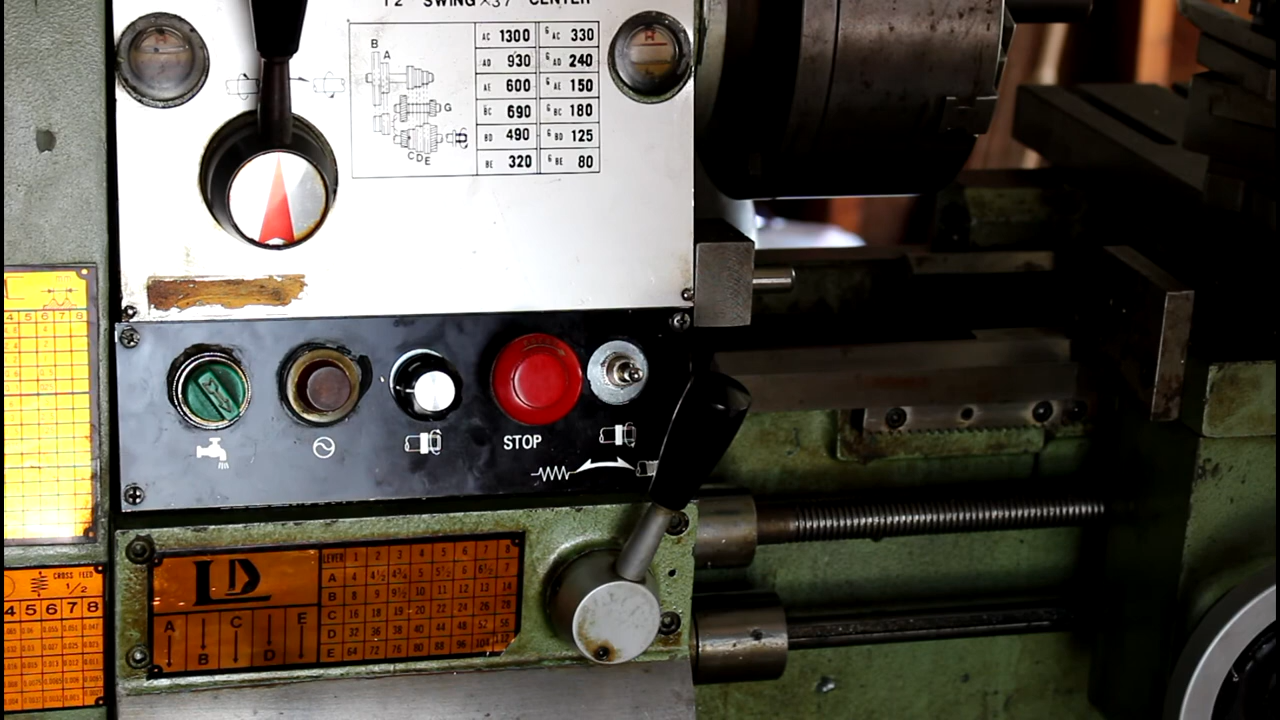 12" SWING × 37" CENTER
B
A
G
C D E
AC 1300 G AC 330
AD 930 G AD 240
AE 600 G AE 150
BC 690 G BC 180
BD 490 G BD 125
BE 320 G BE 80
4 5 6 7 8
STOP
LD
A C E
B D
LEVER 1 2 3 4 5 6 7 8
A 4 4½ 4¾ 5 5½ 6 6½ 7
B 8 9 9½ 10 11 12 13 14
C 16 18 19 20 22 24 26 28
D 32 36 38 40 44 48 52 56
E 64 72 76 80 88 96 104 112
CROSS FEED
1/2
4 5 6 7 8